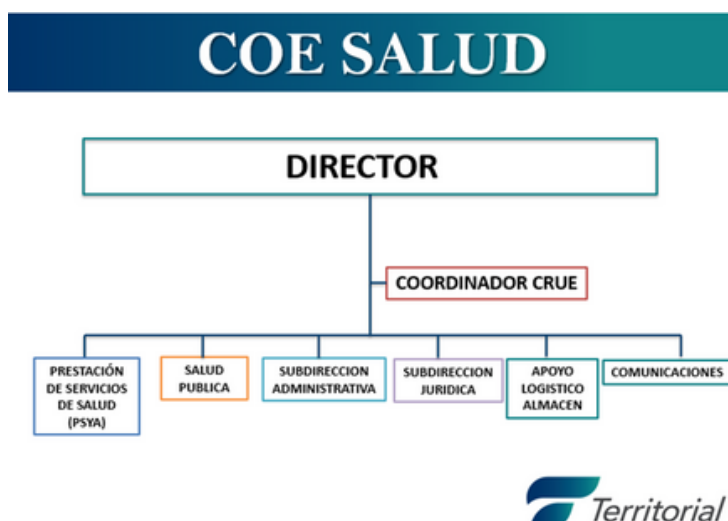 COE SALUD
DIRECTOR
COORDINADOR CRUE
PRESTACIÓN
DE SERVICIOS
DE SALUD
(PSYA)
SALUD
PUBLICA
SUBDIRECCION
ADMINISTRATIVA
SUBDIRECCION
JURIDICA
APOYO
LOGISTICO
ALMACEN
COMUNICACIONES
Territorial